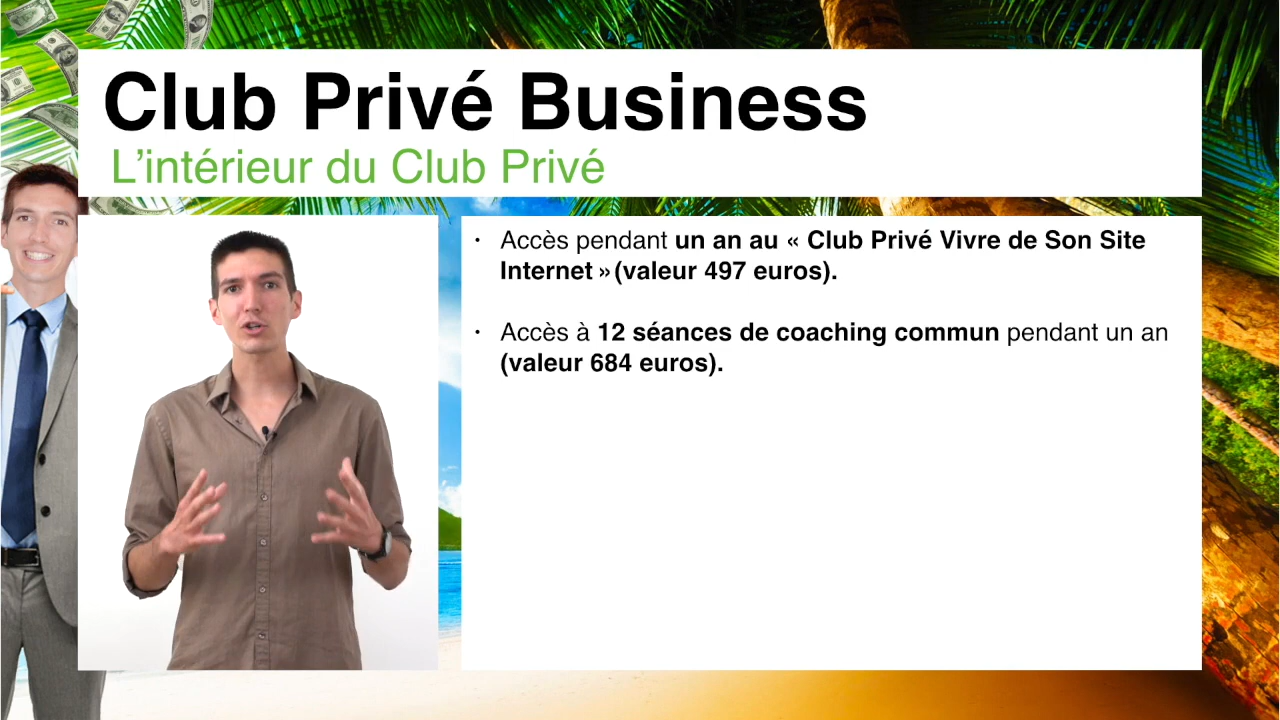 Club Privé Business
L’intérieur du Club Privé
· Accès pendant un an au « Club Privé Vivre de Son Site
Internet » (valeur 497 euros).
· Accès à 12 séances de coaching commun pendant un an
(valeur 684 euros).